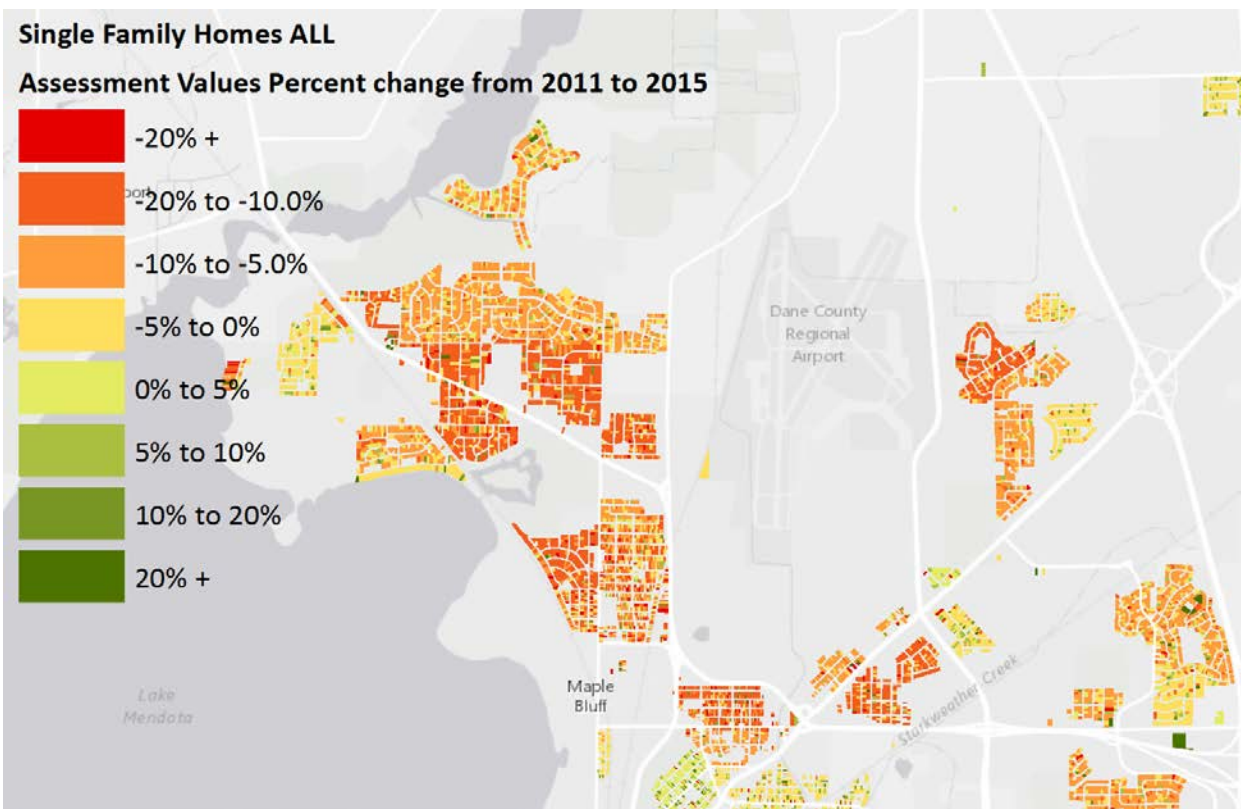 Single Family Homes ALL
Assessment Values Percent change from 2011 to 2015
-20% +
-20% to -10.0%
-10% to -5.0%
-5% to 0%
0% to 5%
5% to 10%
10% to 20%
20% +
port
Dane County
Regional
Airport
Maple
Bluff
Lake
Mendota
Starkweather Creek